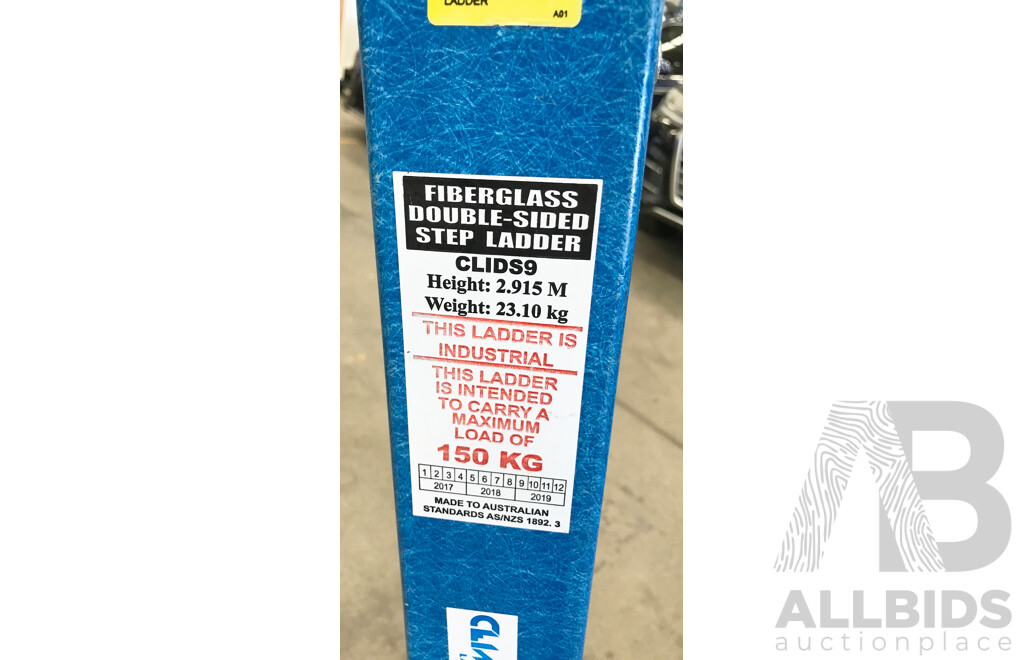 LADDER
A01
FIBERGLASS
DOUBLE-SIDED
STEP LADDER
CLIDS9
Height: 2.915 M
Weight: 23.10 kg
THIS LADDER IS
INDUSTRIAL
THIS LADDER
IS INTENDED
TO CARRY A
MAXIMUM
LOAD OF
150 KG
1 2 3 4 5 6 7 8 9 10 11 12
2017 2018 2019
MADE TO AUSTRALIAN
STANDARDS AS/NZS 1892. 3
AB
ALLBIDS
auctionplace